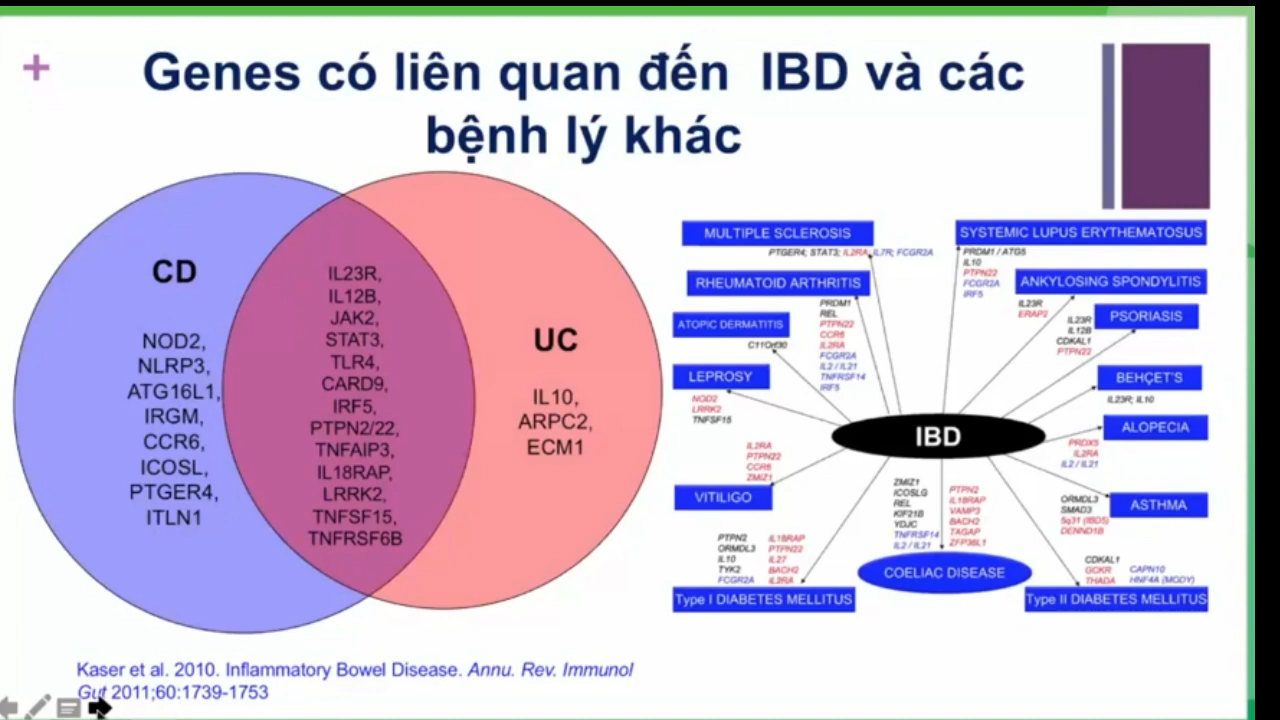 +
Genes có liên quan đến IBD và các
bệnh lý khác
CD
NOD2,
NLRP3,
ATG16L1,
IRGM,
CCR6,
ICOSL,
PTGER4,
ITLN1
IL23R,
IL12B,
JAK2,
STAT3,
TLR4,
CARD9,
IRF5,
PTPN2/22,
TNFAIP3,
IL18RAP,
LRRK2,
TNFSF15,
TNFRSF6B
UC
IL10,
ARPC2,
ECM1
MULTIPLE SCLEROSIS
PTGER4; STAT3; IL2RA; IL7R; FCGR2A
RHEUMATOID ARTHRITIS
PRDM1
REL
PTPN22
CCR6
IL2RA
FCGR2A
IL2 / IL21
TNFRSF14
IRF5
ATOPIC DERMATITIS
C11Orf30
LEPROSY
NOD2
LRRK2
TNFSF15
IL2RA
PTPN22
CCR6
ZMIZ1
VITILIGO
PTPN2
ORMDL3
IL10
TYK2
FCGR2A
IL18RAP
PTPN22
IL27
BACH2
IL2RA
Type I DIABETES MELLITUS
SYSTEMIC LUPUS ERYTHEMATOSUS
PRDM1 / ATG5
IL10
PTPN22
FCGR2A
IRF5
ANKYLOSING SPONDYLITIS
IL23R
ERAP2
PSORIASIS
IL23R
IL12B
CDKAL1
PTPN22
BEHÇET'S
IL23R; IL10
IBD
ALOPECIA
PRDX5
IL2RA
IL2 / IL21
ASTHMA
ORMDL3
SMAD3
5q31 (IBD5)
DENND1B
ZMIZ1
ICOSLG
REL
KIF21B
YDJC
TNFRSF14
IL2 / IL21
PTPN2
IL18RAP
VAMP3
BACH2
TAGAP
ZFP36L1
COELIAC DISEASE
CDKAL1
GCKR
THADA
CAPN10
HNF4A (MODY)
Type II DIABETES MELLITUS
Kaser et al. 2010. Inflammatory Bowel Disease. Annu. Rev. Immunol
Gut 2011;60:1739-1753